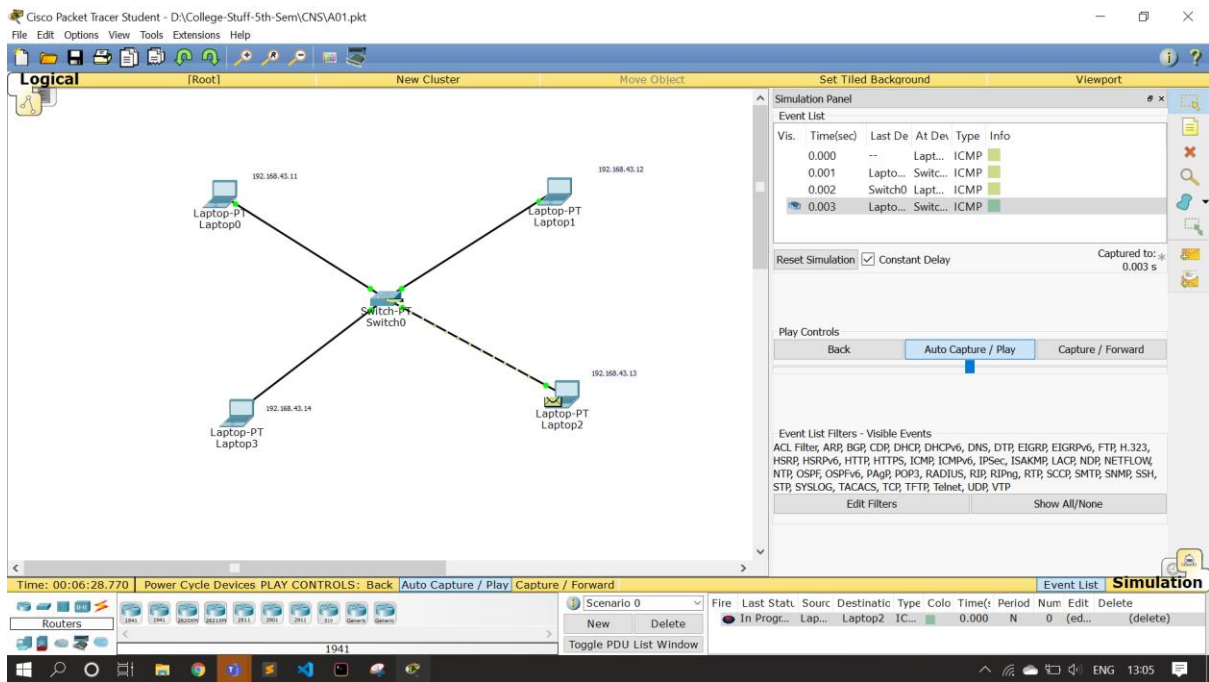 Cisco Packet Tracer Student - D:\College-Stuff-5th-Sem\CNS\A01.pkt
File Edit Options View Tools Extensions Help
Logical [Root] New Cluster Move Object Set Tiled Background Viewport
Simulation Panel
Event List
Vis. Time(sec) Last De At Dev Type Info
0.000 -- Lapt... ICMP
0.001 Lapto... Switc... ICMP
0.002 Switch0 Lapt... ICMP
0.003 Lapto... Switc... ICMP
Reset Simulation Constant Delay Captured to: *
0.003 s
Play Controls
Back Auto Capture / Play Capture / Forward
Event List Filters - Visible Events
ACL Filter, ARP, BGP, CDP, DHCP, DHCPv6, DNS, DTP, EIGRP, EIGRPv6, FTP, H.323,
HSRP, HSRPv6, HTTP, HTTPS, ICMP, ICMPv6, IPSec, ISAKMP, LACP, NDP, NETFLOW,
NTP, OSPF, OSPFv6, PAgP, POP3, RADIUS, RIP, RIPng, RTP, SCCP, SMTP, SNMP, SSH,
STP, SYSLOG, TACACS, TCP, TFTP, Telnet, UDP, VTP
Edit Filters Show All/None
192.168.43.11
Laptop-PT
Laptop0
192.168.43.12
Laptop-PT
Laptop1
Switch-PT
Switch0
192.168.43.13
Laptop-PT
Laptop2
192.168.43.14
Laptop-PT
Laptop3
Time: 00:06:28.770 Power Cycle Devices PLAY CONTROLS: Back Auto Capture / Play Capture / Forward Event List Simulation
Routers
1841 1941 2811 2901 2911 Generic Generic
1941
Scenario 0
New Delete
Toggle PDU List Window
Fire Last Statu Sourc Destinatic Type Colo Time(: Period Num Edit Delete
In Progr... Lap... Laptop2 IC... 0.000 N 0 (ed... (delete)
ENG 13:05